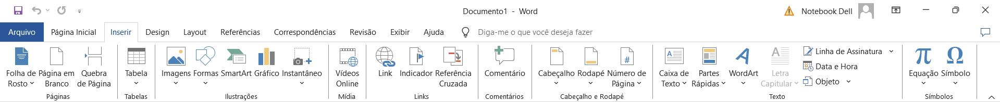 Documento1 - Word
Notebook Dell
Arquivo Página Inicial Inserir Design Layout Referências Correspondências Revisão Exibir Ajuda Diga-me o que você deseja fazer
Folha de Rosto
Página em Branco
Quebra de Página
Páginas
Tabela
Tabelas
Imagens
Formas
SmartArt
Gráfico
Instantâneo
Ilustrações
Vídeos Online
Mídia
Link
Indicador
Referência Cruzada
Links
Comentário
Comentários
Cabeçalho
Rodapé
Número de Página
Cabeçalho e Rodapé
Caixa de Texto
Partes Rápidas
WordArt
Letra Capitular
Linha de Assinatura
Data e Hora
Objeto
Texto
π
Equação
Ω
Símbolo
Símbolos